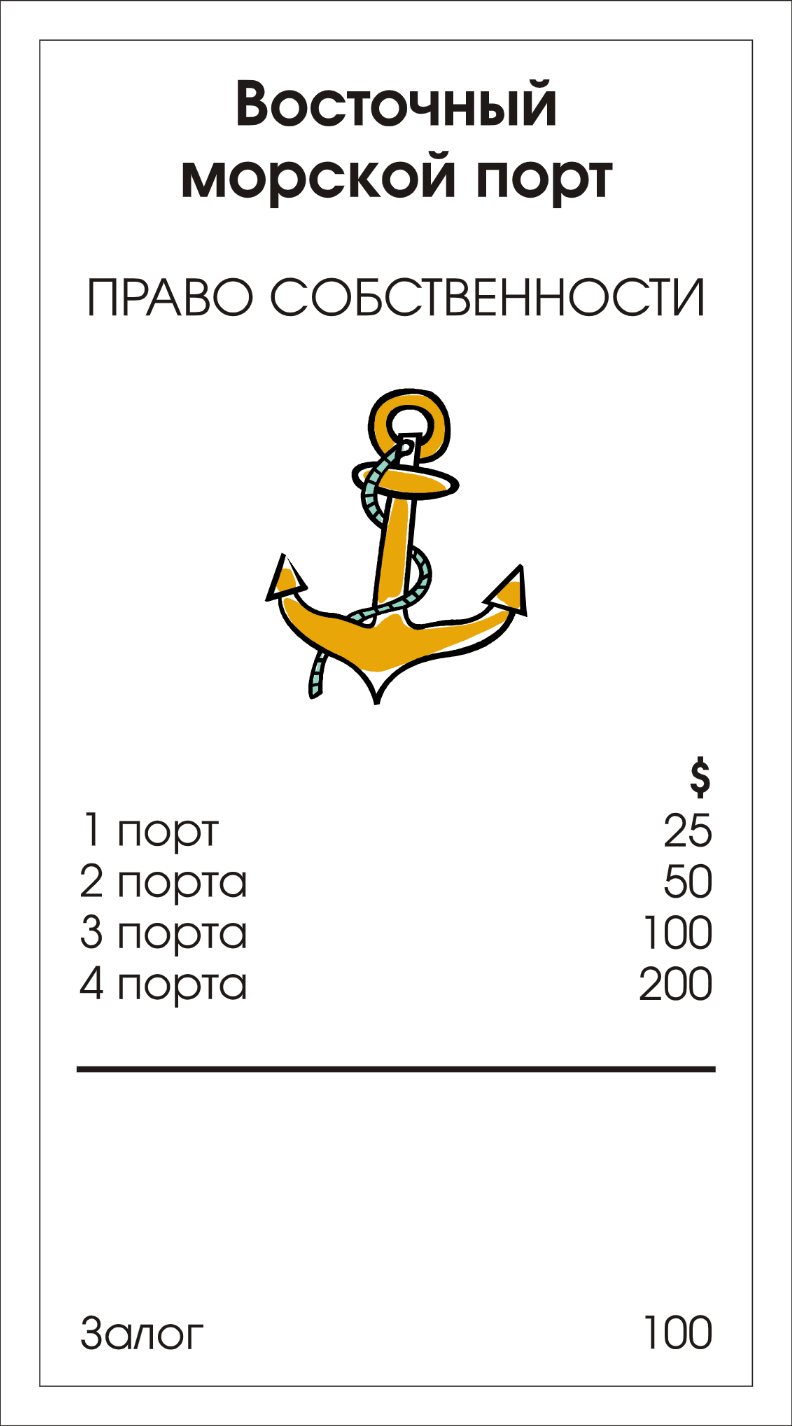 Восточный
морской порт
ПРАВО СОБСТВЕННОСТИ
$
1 порт 25
2 порта 50
3 порта 100
4 порта 200
Залог 100